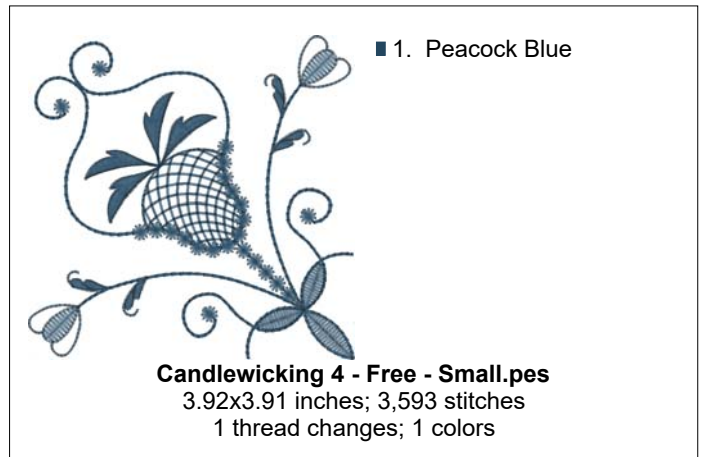 1. Peacock Blue
Candlewicking 4 - Free - Small.pes
3.92x3.91 inches; 3,593 stitches
1 thread changes; 1 colors